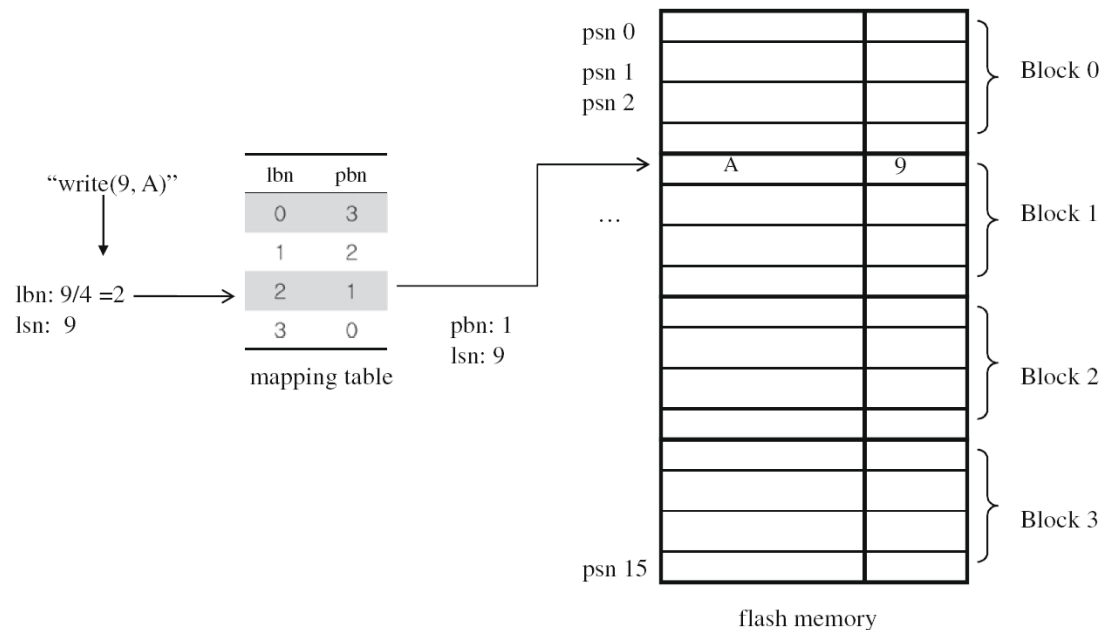 psn 0
psn 1
psn 2
Block 0
"write(9, A)"
lbn: 9/4 =2
lsn: 9
lbn pbn
0 3
1 2
2 1
3 0
mapping table
pbn: 1
lsn: 9
A 9
...
Block 1
Block 2
Block 3
psn 15
flash memory